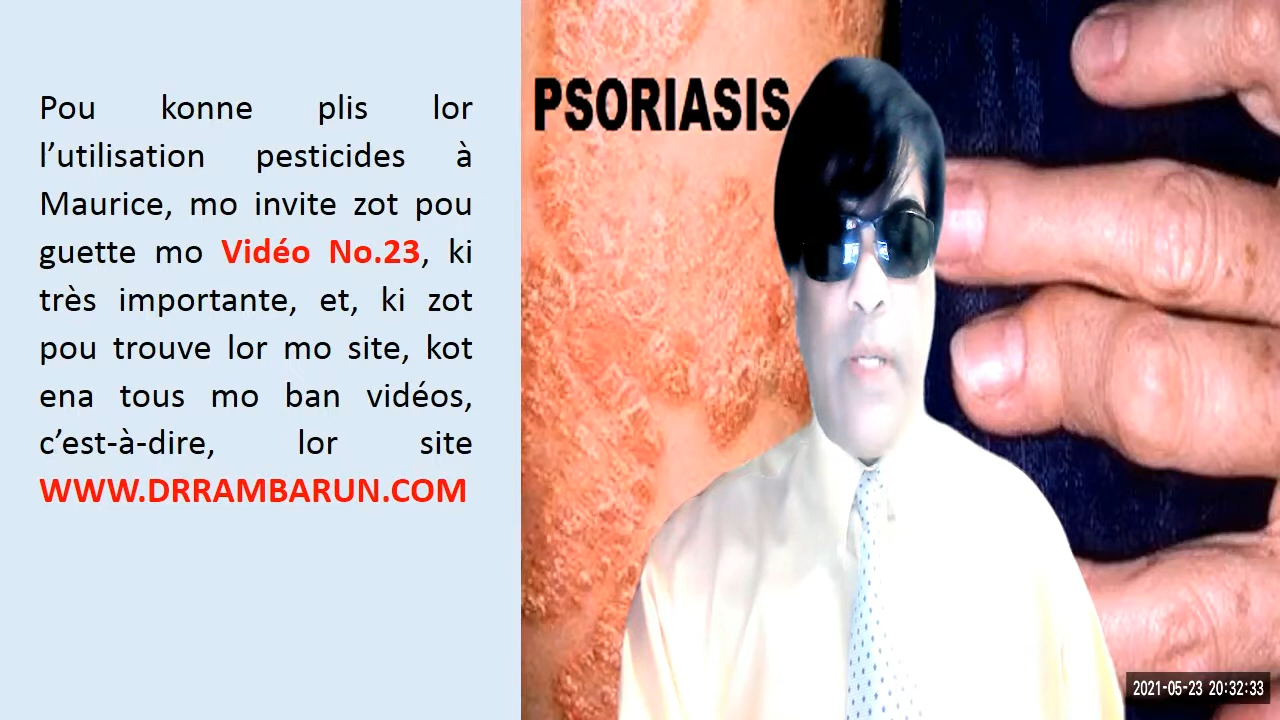 Pou konne plis lor
l’utilisation pesticides à
Maurice, mo invite zot pou
guette mo Vidéo No.23, ki
très importante, et, ki zot
pou trouve lor mo site, kot
ena tous mo ban vidéos,
c’est-à-dire, lor site
WWW.DRRAMBARUN.COM
PSORIASIS
2021-05-23 20:32:33